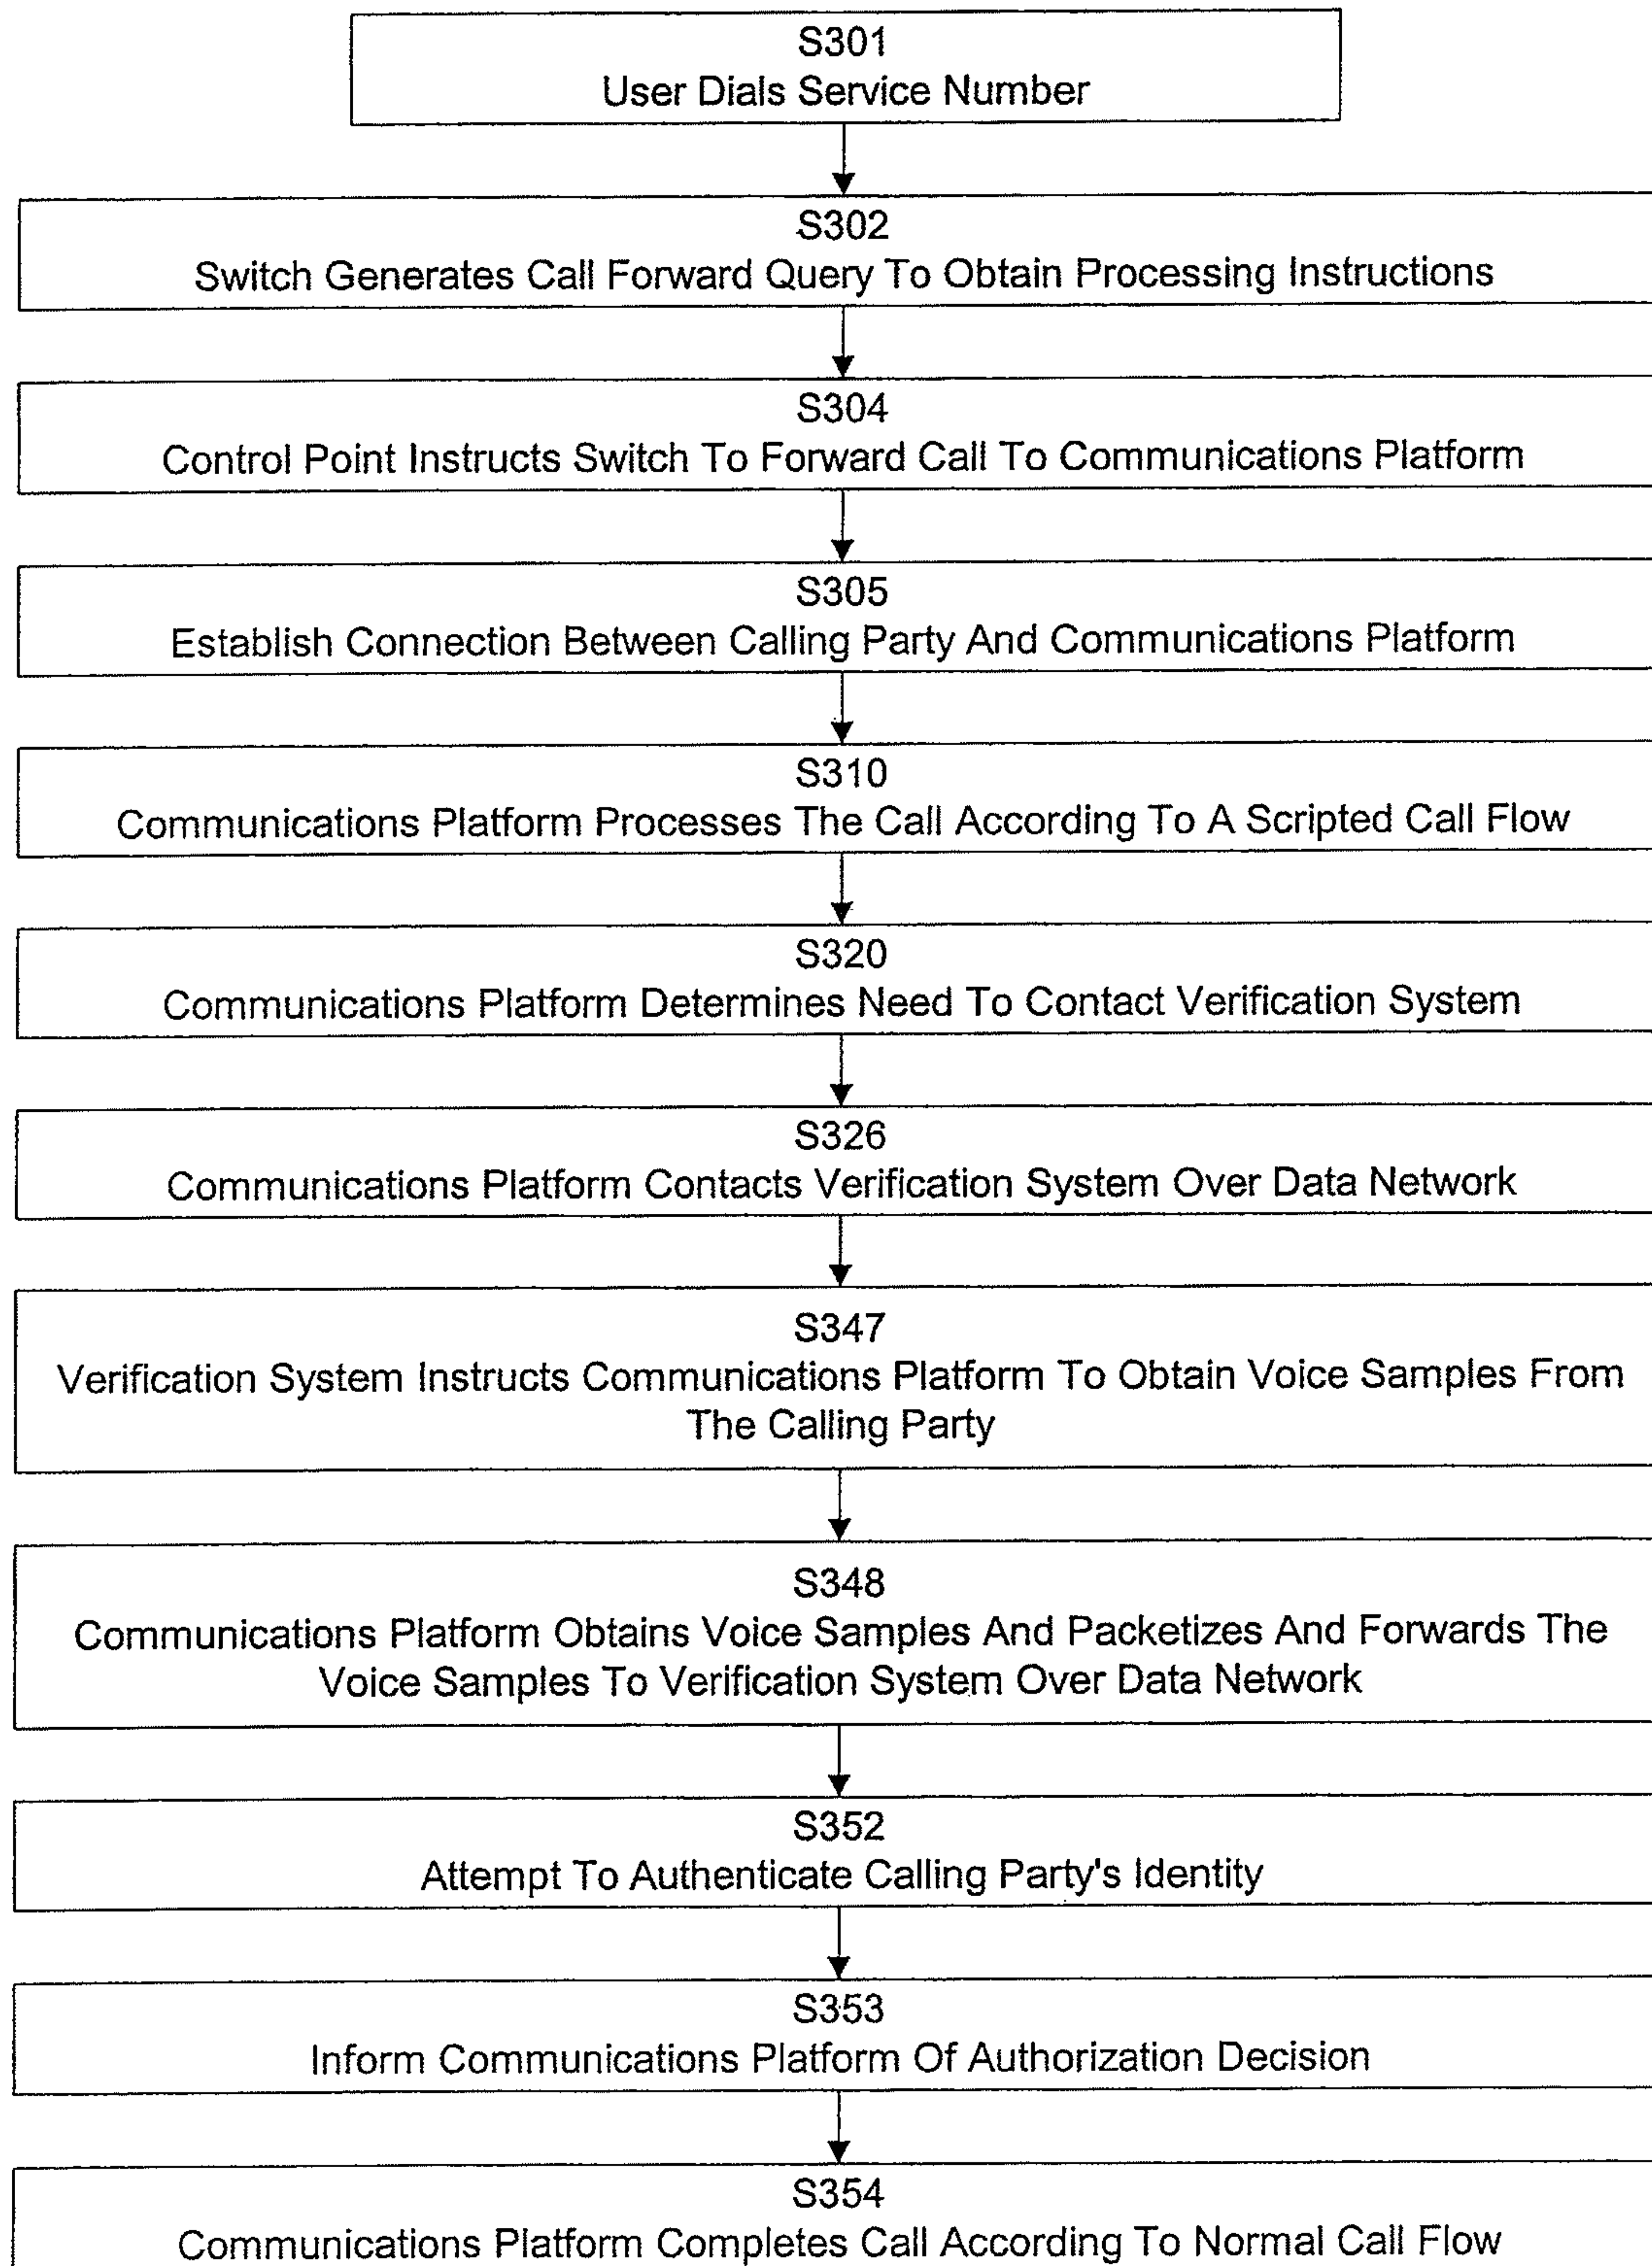 S301
User Dials Service Number
S302
Switch Generates Call Forward Query To Obtain Processing Instructions
S304
Control Point Instructs Switch To Forward Call To Communications Platform
S305
Establish Connection Between Calling Party And Communications Platform
S310
Communications Platform Processes The Call According To A Scripted Call Flow
S320
Communications Platform Determines Need To Contact Verification System
S326
Communications Platform Contacts Verification System Over Data Network
S347
Verification System Instructs Communications Platform To Obtain Voice Samples From
The Calling Party
S348
Communications Platform Obtains Voice Samples And Packetizes And Forwards The
Voice Samples To Verification System Over Data Network
S352
Attempt To Authenticate Calling Party's Identity
S353
Inform Communications Platform Of Authorization Decision
S354
Communications Platform Completes Call According To Normal Call Flow